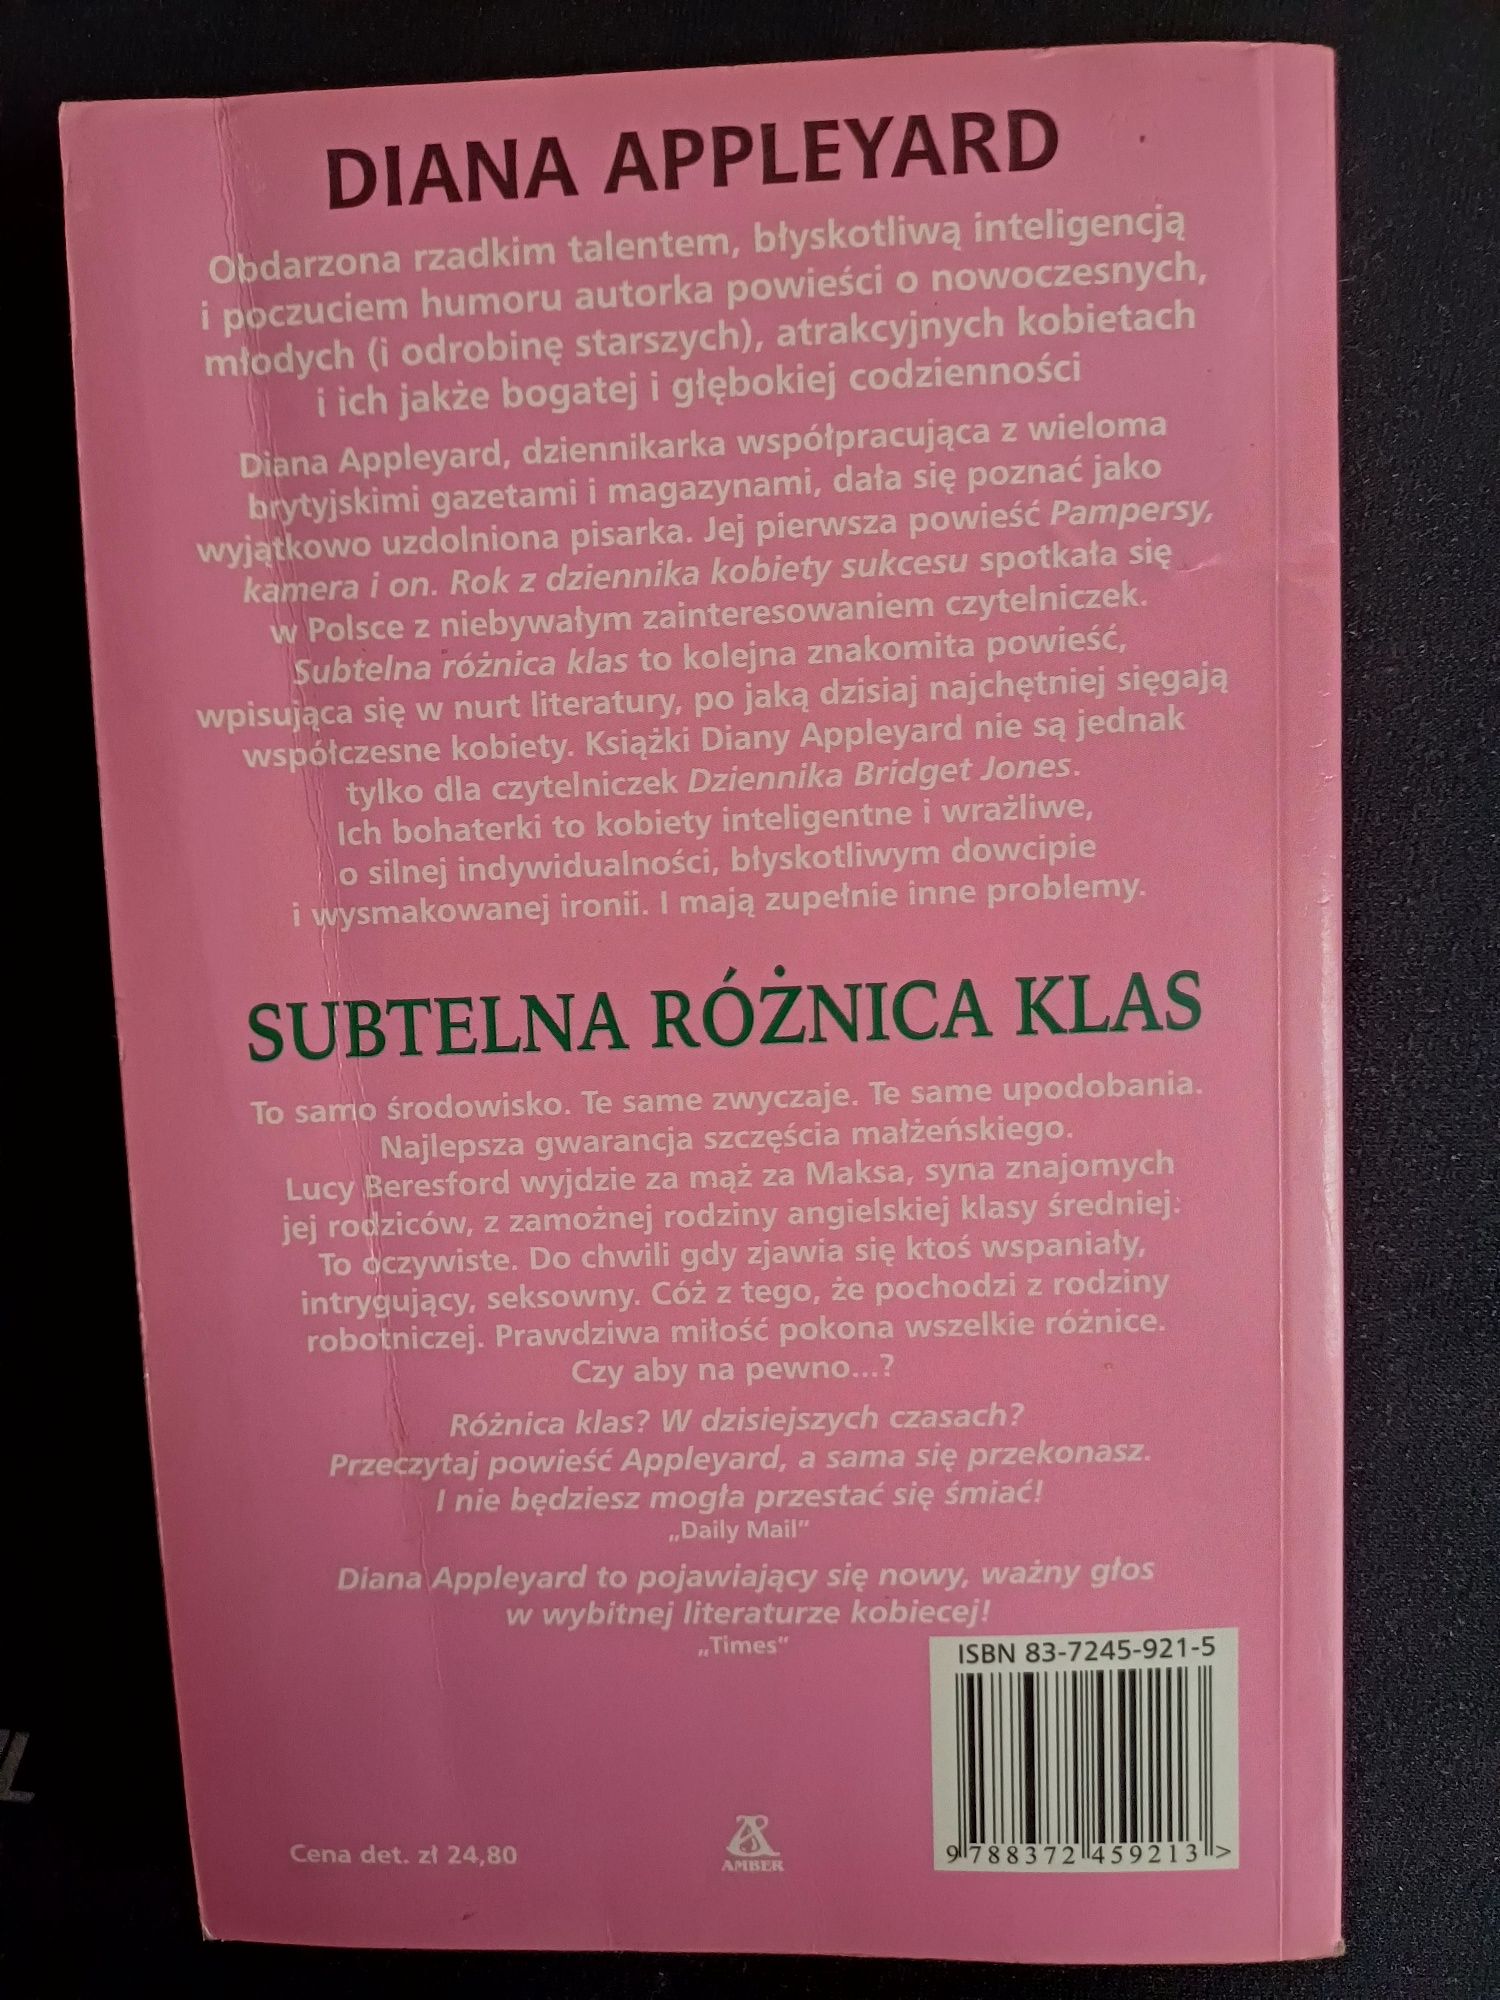 DIANA APPLEYARD
Obdarzona rzadkim talentem, błyskotliwą inteligencją
i poczuciem humoru autorka powieści o nowoczesnych,
młodych (i odrobinę starszych), atrakcyjnych kobietach
i ich jakże bogatej i głębokiej codzienności
Diana Appleyard, dziennikarka współpracująca z wieloma
brytyjskimi gazetami i magazynami, dała się poznać jako
wyjątkowo uzdolniona pisarka. Jej pierwsza powieść Pampersy,
kamera i on. Rok z dziennika kobiety sukcesu spotkała się
w Polsce z niebywałym zainteresowaniem czytelniczek.
Subtelna różnica klas to kolejna znakomita powieść,
wpisująca się w nurt literatury, po jaką dzisiaj najchętniej sięgają
współczesne kobiety. Książki Diany Appleyard nie są jednak
tylko dla czytelniczek Dziennika Bridget Jones.
Ich bohaterki to kobiety inteligentne i wrażliwe,
o silnej indywidualności, błyskotliwym dowcipie
i wysmakowanej ironii. I mają zupełnie inne problemy.
SUBTELNA RÓŻNICA KLAS
To samo środowisko. Te same zwyczaje. Te same upodobania.
Najlepsza gwarancja szczęścia małżeńskiego.
Lucy Beresford wyjdzie za mąż za Maksa, syna znajomych
jej rodziców, z zamożnej rodziny angielskiej klasy średniej.
To oczywiste. Do chwili gdy zjawia się ktoś wspaniały,
intrygujący, seksowny. Cóż z tego, że pochodzi z rodziny
robotniczej. Prawdziwa miłość pokona wszelkie różnice.
Czy aby na pewno...?
Różnica klas? W dzisiejszych czasach?
Przeczytaj powieść Appleyard, a sama się przekonasz.
I nie będziesz mogła przestać się śmiać!
„Daily Mail"
Diana Appleyard to pojawiający się nowy, ważny głos
w wybitnej literaturze kobiecej!
„Times"
ISBN 83-7245-921-5
9 788372 459213 >
Cena det. zł 24,80
AMBER